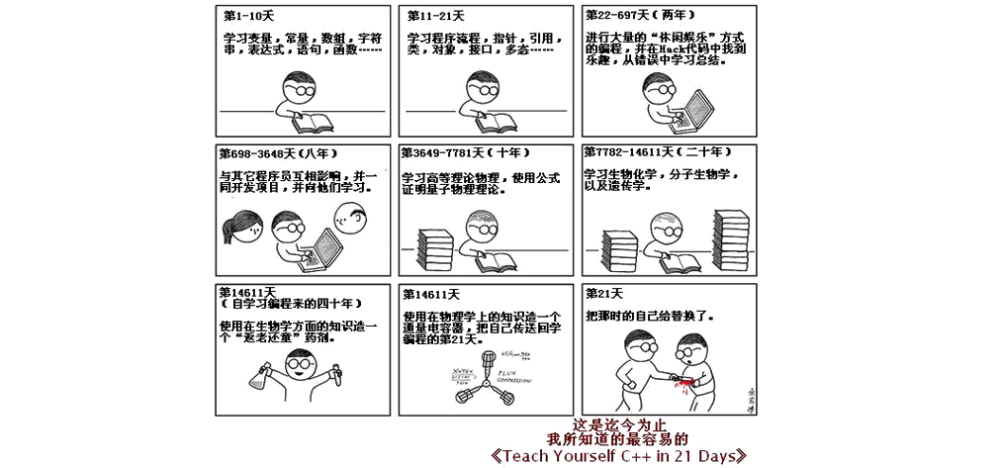 第1-10天
学习变量，常量，数组，字符
串，表达式，语句，函数……
第11-21天
学习程序流程，指针，引用，
类，对象，接口，多态……
第22-697天（两年）
进行大量的“休闲娱乐”方式
的编程，并在Hack代码中找到
乐趣，从错误中学习总结。
第698-3648天(八年)
与其它程序员互相影响，并一
同开发项目，并向他们学习。
第3649-7781天（十年）
学习高等理论物理，使用公式
证明量子物理理论。
第7782-14611天（二十年）
学习生物化学，分子生物学，
以及遗传学。
第14611天
（自学习编程来的四十年）
使用在生物学方面的知识造一
个“返老还童”药剂。
第14611天
使用在物理学上的知识造一个
通量电容器，把自己传送回学
编程的第21天。
FLUX
第21天
把那时的自己给替换了。
这是迄今为止
我所知道的最容易的
《Teach Yourself C++ in 21 Days》